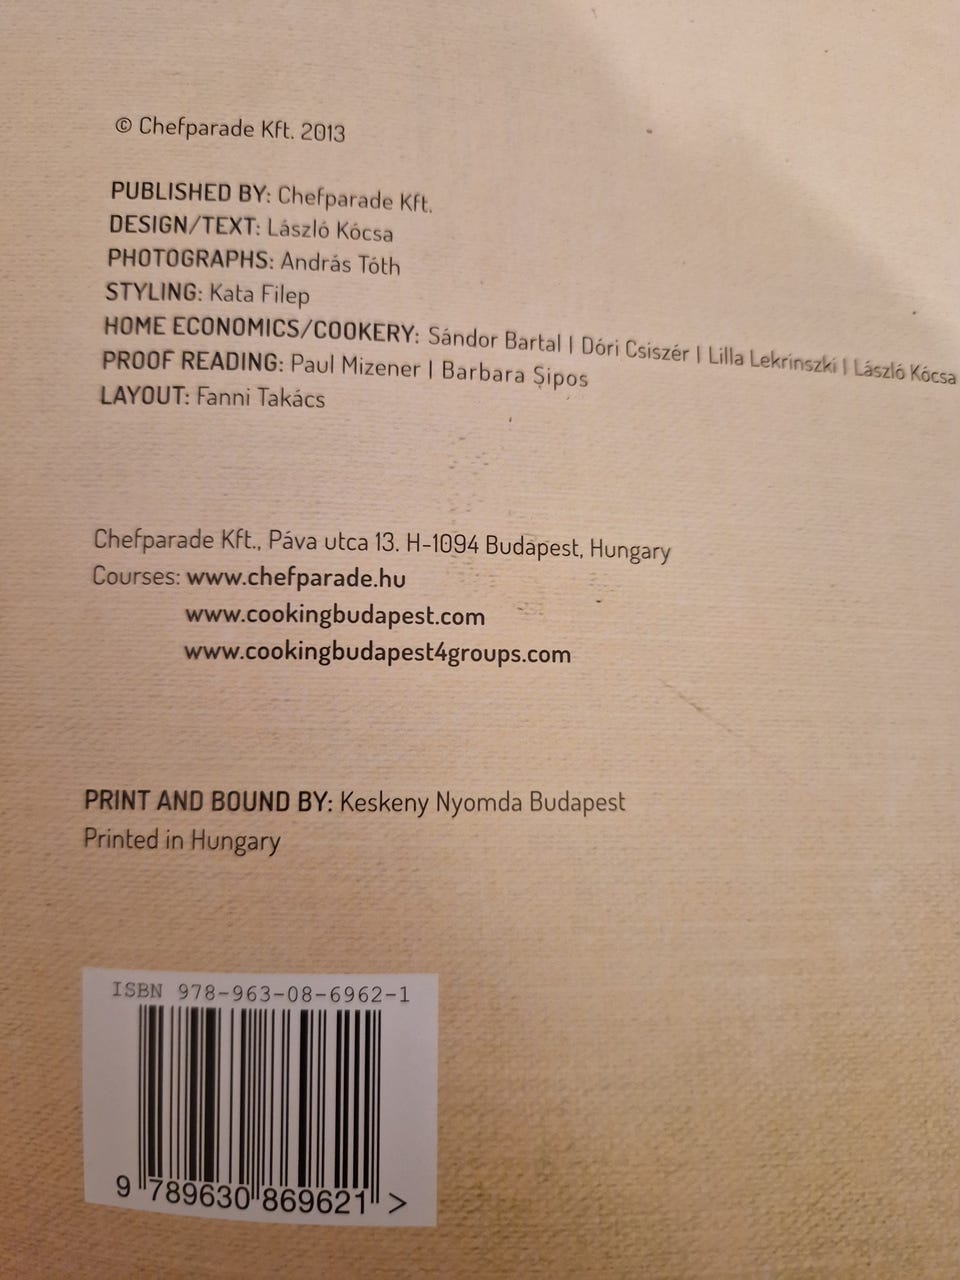 © Chefparade Kft. 2013
PUBLISHED BY: Chefparade Kft.
DESIGN/TEXT: László Kócsa
PHOTOGRAPHS: András Tóth
STYLING: Kata Filep
HOME ECONOMICS/COOKERY: Sándor Bartal | Dóri Csiszér | Lilla Lekrinszki | László Kócsa
PROOF READING: Paul Mizener | Barbara Sipos
LAYOUT: Fanni Takács
Chefparade Kft., Páva utca 13. H-1094 Budapest, Hungary
Courses: www.chefparade.hu
www.cookingbudapest.com
www.cookingbudapest4groups.com
PRINT AND BOUND BY: Keskeny Nyomda Budapest
Printed in Hungary
ISBN 978-963-08-6962-1
9 789630 869621 >